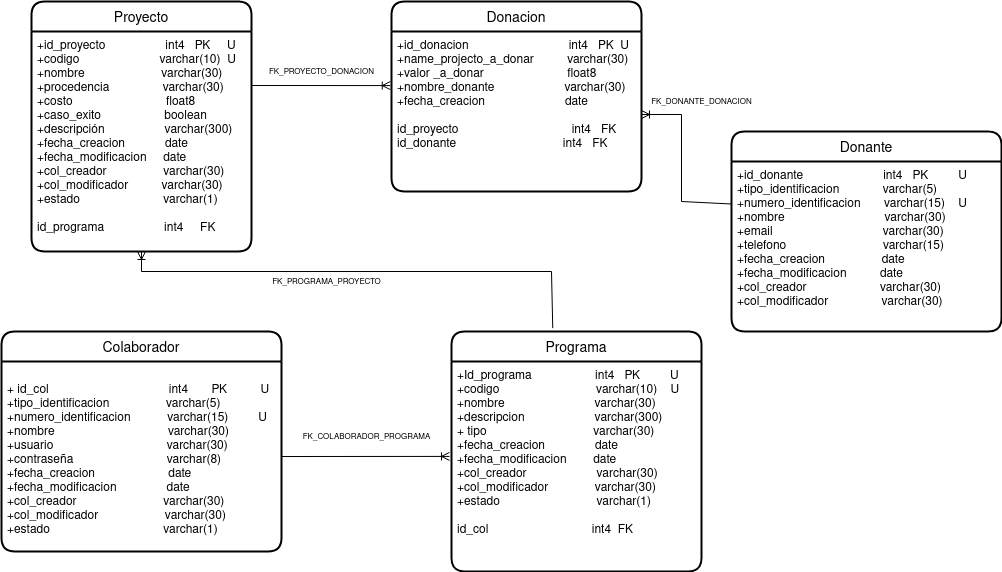 Proyecto
+id_proyecto int4 PK U
+codigo varchar(10) U
+nombre varchar(30)
+procedencia varchar(30)
+costo float8
+caso_exito boolean
+descripción varchar(300)
+fecha_creacion date
+fecha_modificacion date
+col_creador varchar(30)
+col_modificador varchar(30)
+estado varchar(1)
id_programa int4 FK
FK_PROYECTO_DONACION
Donacion
+id_donacion int4 PK U
+name_projecto_a_donar varchar(30)
+valor _a_donar float8
+nombre_donante varchar(30)
+fecha_creacion date
id_proyecto int4 FK
id_donante int4 FK
FK_DONANTE_DONACION
Donante
+id_donante int4 PK U
+tipo_identificacion varchar(5)
+numero_identificacion varchar(15) U
+nombre varchar(30)
+email varchar(30)
+telefono varchar(15)
+fecha_creacion date
+fecha_modificacion date
+col_creador varchar(30)
+col_modificador varchar(30)
FK_PROGRAMA_PROYECTO
Colaborador
+ id_col int4 PK U
+tipo_identificacion varchar(5)
+numero_identificacion varchar(15) U
+nombre varchar(30)
+usuario varchar(30)
+contraseña varchar(8)
+fecha_creacion date
+fecha_modificacion date
+col_creador varchar(30)
+col_modificador varchar(30)
+estado varchar(1)
FK_COLABORADOR_PROGRAMA
Programa
+Id_programa int4 PK U
+codigo varchar(10) U
+nombre varchar(30)
+descripcion varchar(300)
+ tipo varchar(30)
+fecha_creacion date
+fecha_modificacion date
+col_creador varchar(30)
+col_modificador varchar(30)
+estado varchar(1)
id_col int4 FK